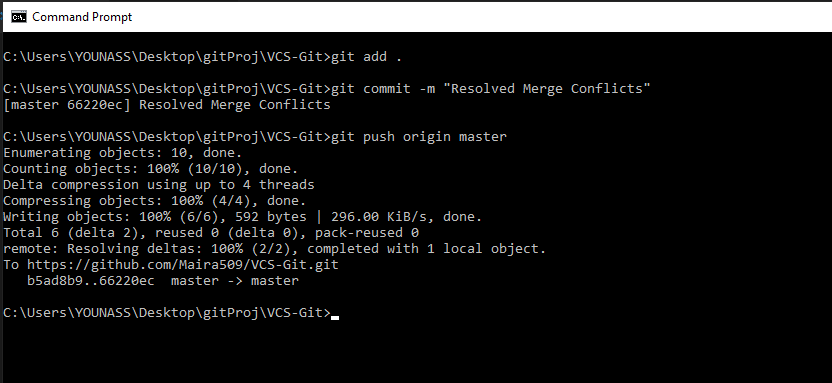 Command Prompt
C:\Users\YOUNASS\Desktop\gitProj\VCS-Git>git add .
C:\Users\YOUNASS\Desktop\gitProj\VCS-Git>git commit -m "Resolved Merge Conflicts"
[master 66220ec] Resolved Merge Conflicts
C:\Users\YOUNASS\Desktop\gitProj\VCS-Git>git push origin master
Enumerating objects: 10, done.
Counting objects: 100% (10/10), done.
Delta compression using up to 4 threads
Compressing objects: 100% (4/4), done.
Writing objects: 100% (6/6), 592 bytes | 296.00 KiB/s, done.
Total 6 (delta 2), reused 0 (delta 0), pack-reused 0
remote: Resolving deltas: 100% (2/2), completed with 1 local object.
To https://github.com/Maira509/VCS-Git.git
   b5ad8b9..66220ec  master -> master
C:\Users\YOUNASS\Desktop\gitProj\VCS-Git>